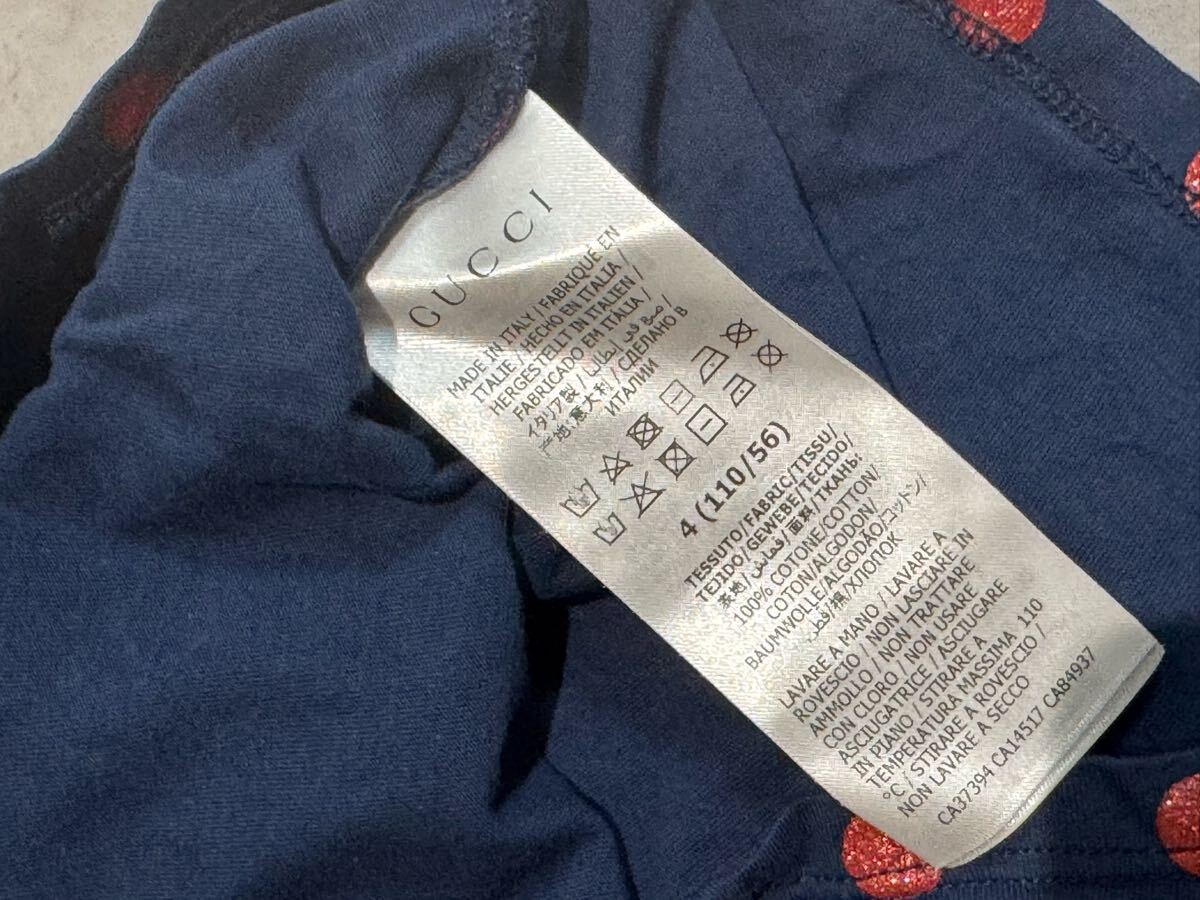 GUCCI
MADE IN ITALY / FABRIQUÉ EN
ITALIE / HECHO EN ITALIA /
HERGESTELLT IN ITALIEN /
FABRICADO EM ITALIA /
イタリア製 / صنع في إيطاليا /
产地:意大利 / СДЕЛАНО В
ИТАЛИИ
4 (110/56)
TESSUTO/FABRIC/TISSU/
TEJIDO/GEWEBE/TECIDO/
表地/قماش/面料/ТКАНЬ:
100% COTONE/COTTON/
COTON/ALGODON/
BAUMWOLLE/ALGODÃO/コットン/
قطن/棉/ХЛОПОК
LAVARE A MANO / LAVARE A
ROVESCIO / NON LASCIARE IN
AMMOLLO / NON TRATTARE
CON CLORO / NON USARE
ASCIUGATRICE / ASCIUGARE
IN PIANO / STIRARE A
TEMPERATURA MASSIMA 110
°C / STIRARE A ROVESCIO /
NON LAVARE A SECCO
CA37394 CA14517 CA84937